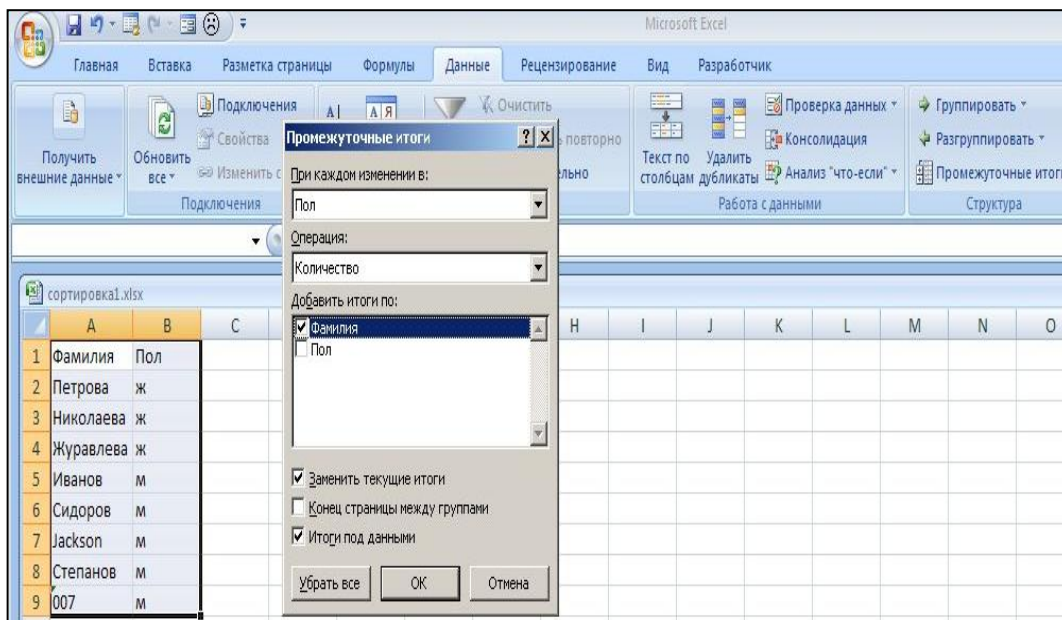 Microsoft Excel
Главная Вставка Разметка страницы Формулы Данные Рецензирование Вид Разработчик
Получить внешние данные
Обновить все
Подключения
Свойства
Изменить с
Подключения
А Я
Очистить
повторно
Текст по столбцам
Удалить дубликаты
Проверка данных
Консолидация
Анализ "что-если"
Работа с данными
Группировать
Разгруппировать
Промежуточные итоги
Структура
Промежуточные итоги
При каждом изменении в:
Пол
Операция:
Количество
Добавить итоги по:
Фамилия
Пол
Заменить текущие итоги
Конец страницы между группами
Итоги под данными
Убрать все OK Отмена
сортировка1.xlsx
A B C H I J K L M N O
1 Фамилия Пол
2 Петрова ж
3 Николаева ж
4 Журавлева ж
5 Иванов м
6 Сидоров м
7 Jackson м
8 Степанов м
9 007 м